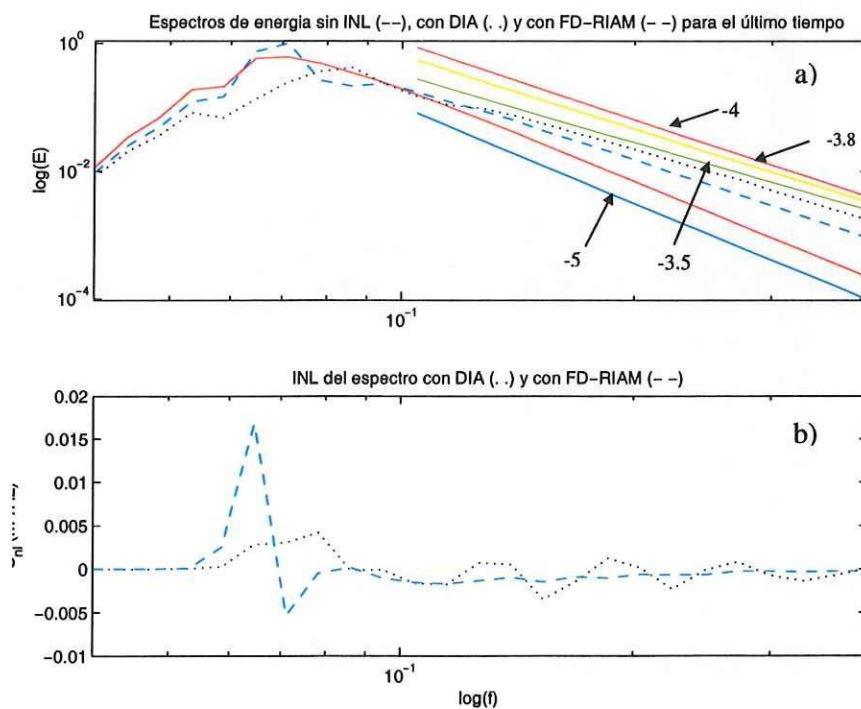 Espectros de energia sin INL (−−), con DIA (. .) y con FD−RIAM (− −) para el último tiempo
a)
10^0
10^-2
10^-4
log(E)
-4
-3.8
-5
-3.5
10^-1
INL del espectro con DIA (. .) y con FD−RIAM (− −)
b)
0.02
0.015
0.01
0.005
0
−0.005
−0.01
10^-1
log(f)